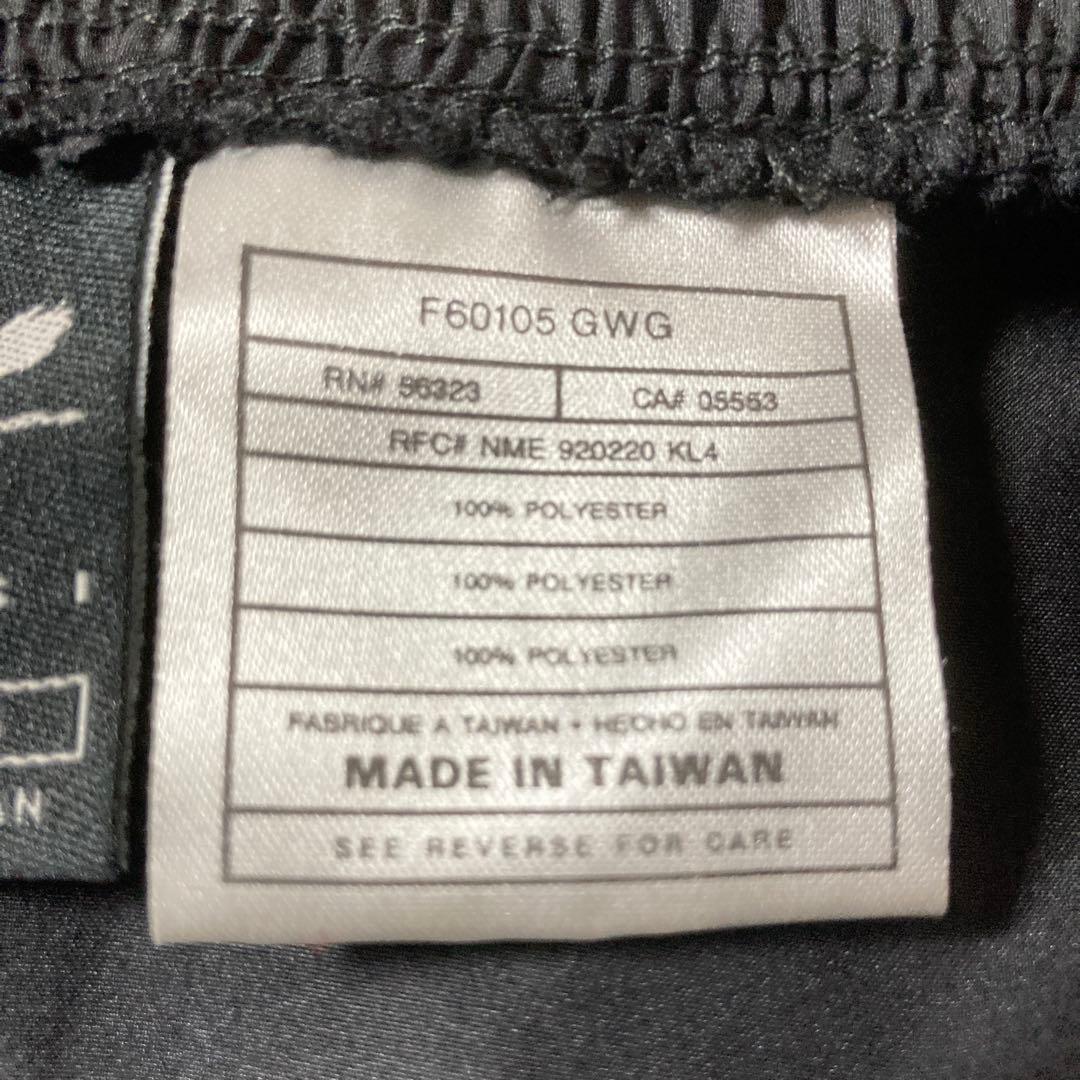 F60105 GWG
RN# 56323 CA# 05553
RFC# NME 920220 KL4
100% POLYESTER
100% POLYESTER
100% POLYESTER
FABRIQUE A TAIWAN • HECHO EN TAIWAN
MADE IN TAIWAN
SEE REVERSE FOR CARE
AN